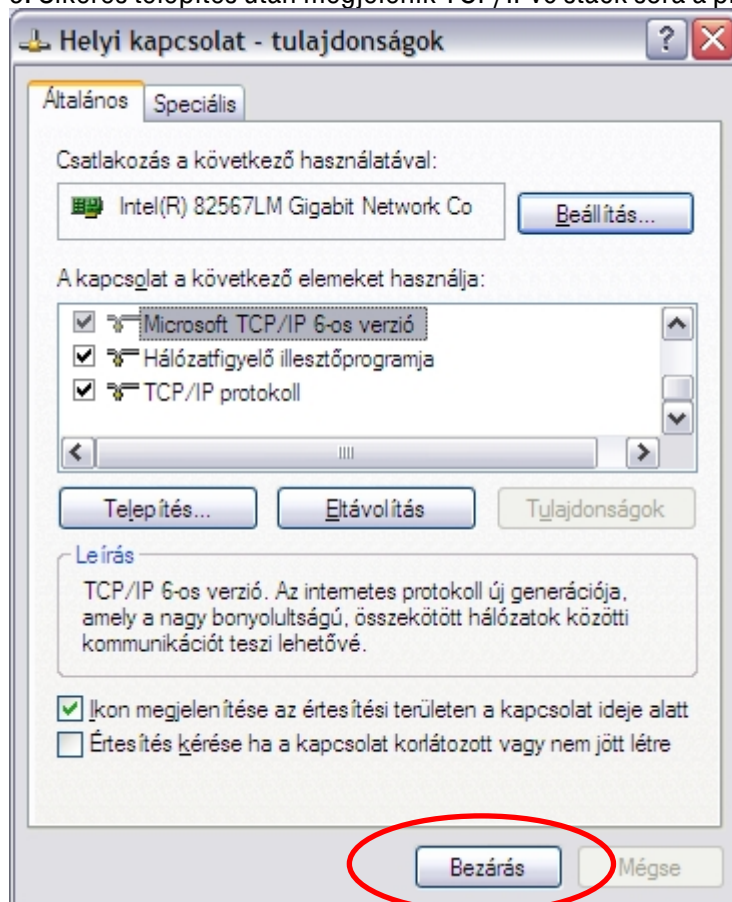 Helyi kapcsolat - tulajdonságok
Általános Speciális
Csatlakozás a következő használatával:
Intel(R) 82567LM Gigabit Network Co
Beállítás...
A kapcsolat a következő elemeket használja:
Microsoft TCP/IP 6-os verzió
Hálózatfigyelő illesztőprogramja
TCP/IP protokoll
Telepítés... Eltávolítás Tulajdonságok
Leírás
TCP/IP 6-os verzió. Az internetes protokoll új generációja,
amely a nagy bonyolultságú, összekötött hálózatok közötti
kommunikációt teszi lehetővé.
Ikon megjelenítése az értesítési területen a kapcsolat ideje alatt
Értesítés kérése ha a kapcsolat korlátozott vagy nem jött létre
Bezárás Mégse